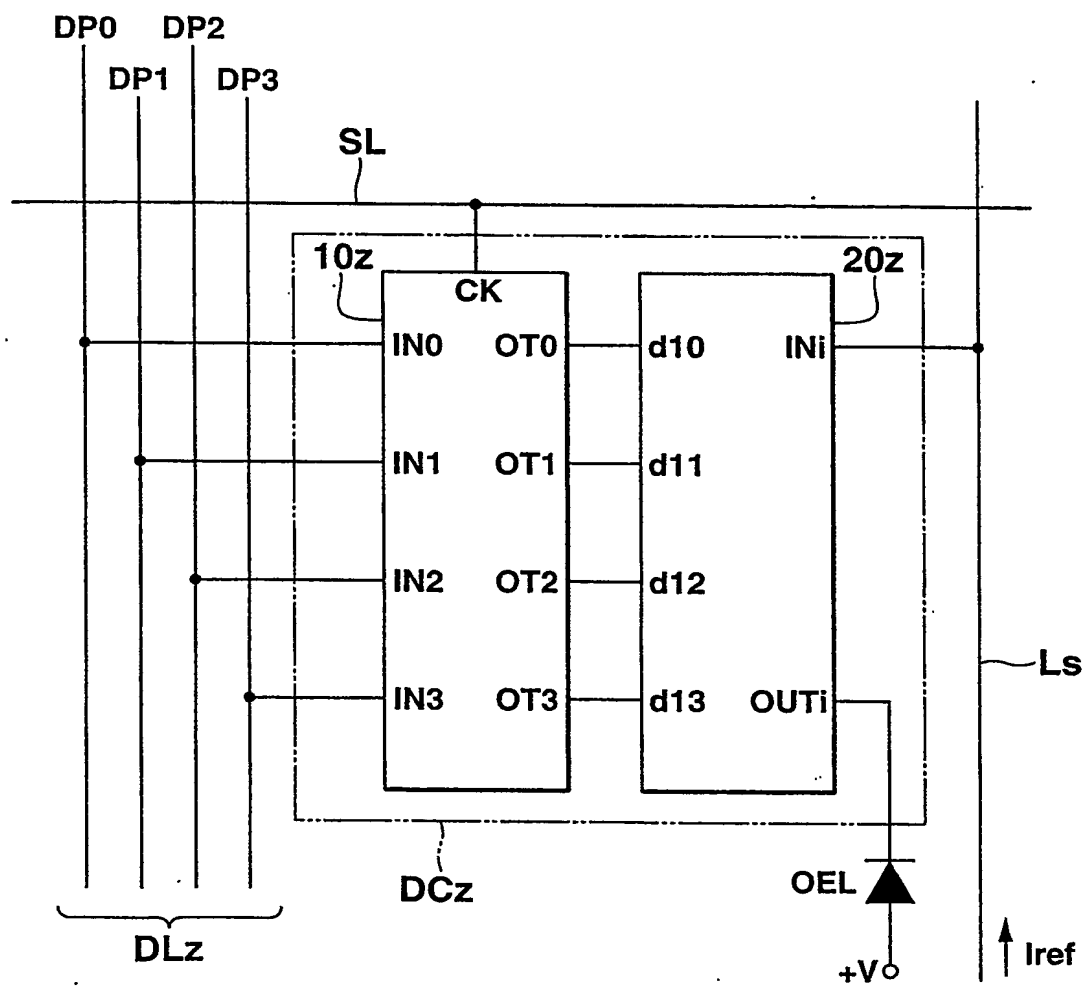 DP0 DP2
DP1 DP3
SL
10z 20z
CK
IN0 OT0 d10 INi
IN1 OT1 d11
IN2 OT2 d12
Ls
IN3 OT3 d13 OUTi
DCz
OEL
DLz
+V
Iref